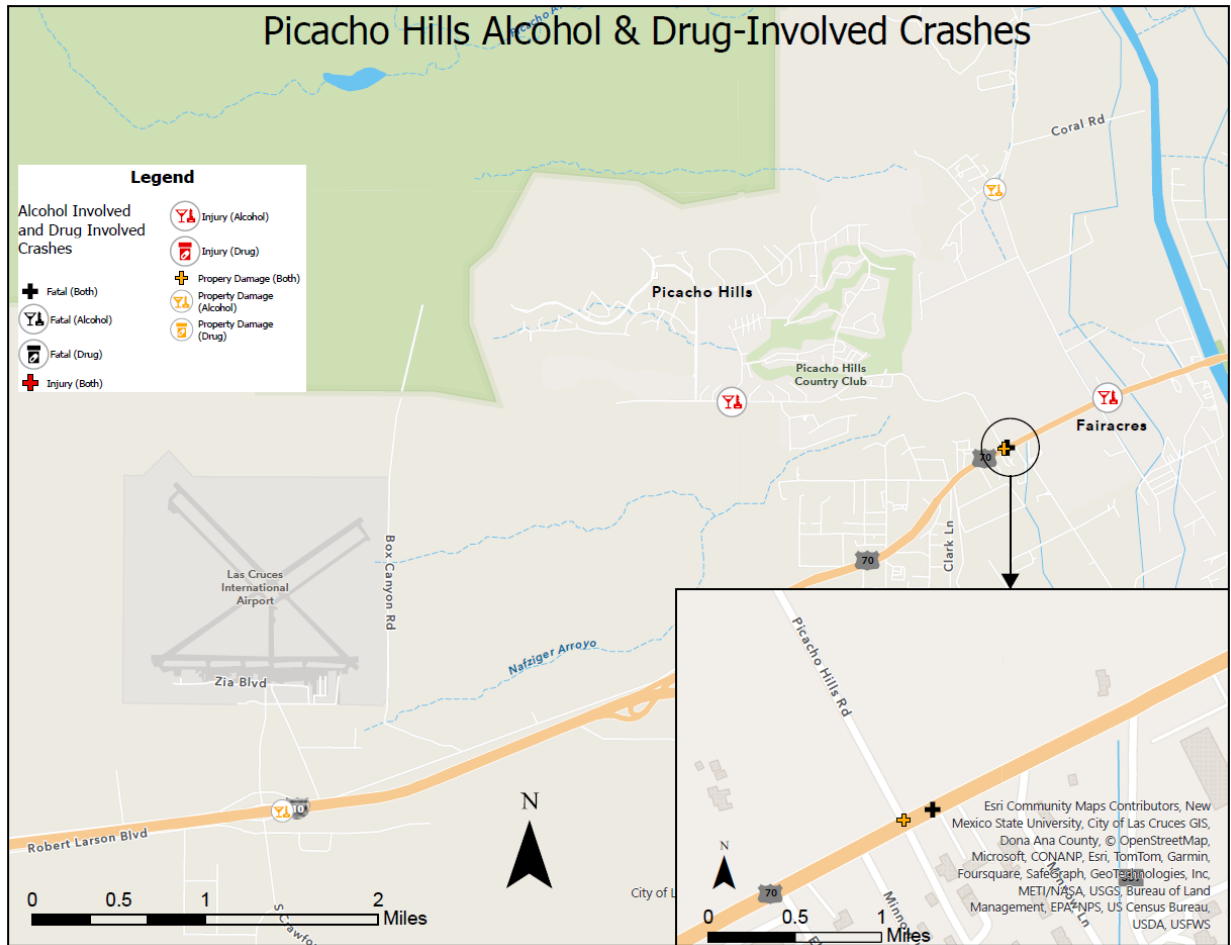 Picacho Hills Alcohol & Drug-Involved Crashes
Coral Rd
Legend
Alcohol Involved
and Drug Involved
Crashes
Fatal (Both)
Fatal (Alcohol)
Fatal (Drug)
Injury (Both)
Injury (Alcohol)
Injury (Drug)
Propery Damage (Both)
Property Damage
(Alcohol)
Property Damage
(Drug)
Picacho Hills
Picacho Hills
Country Club
Fairacres
70
Clark Ln
70
Box Canyon Rd
Las Cruces
International
Airport
Nafziger Arroyo
Zia Blvd
10
Robert Larson Blvd
N
0 0.5 1 2
Miles
City of L
Picacho Hills Rd
N
70
0 0.5 1
Miles
Esri Community Maps Contributors, New
Mexico State University, City of Las Cruces GIS,
Dona Ana County, © OpenStreetMap,
Microsoft, CONANP, Esri, TomTom, Garmin,
Foursquare, SafeGraph, GeoTechnologies, Inc,
METI/NASA, USGS, Bureau of Land
Management, EPA, NPS, US Census Bureau,
USDA, USFWS